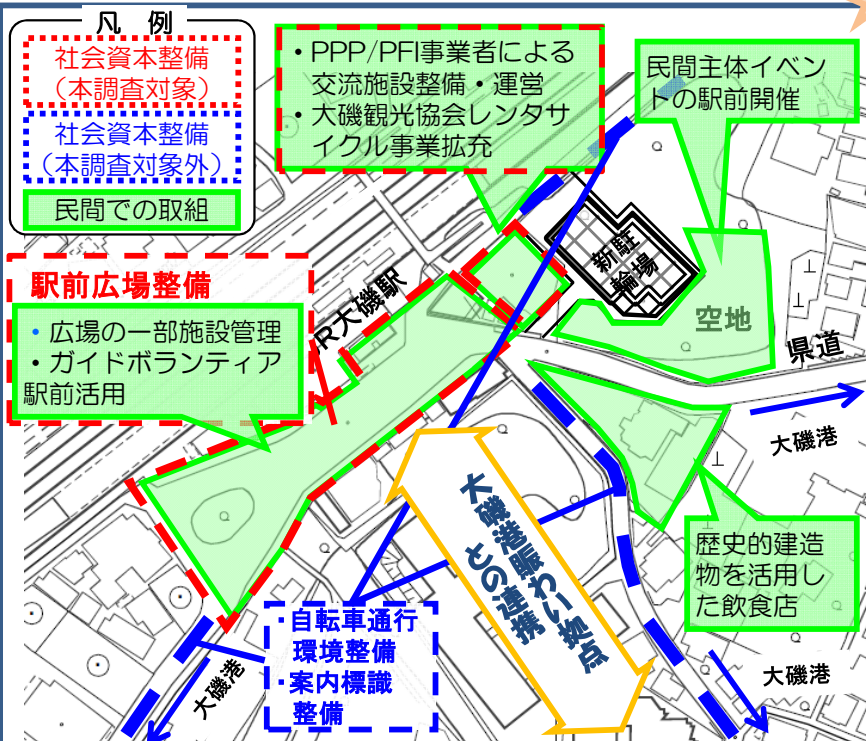 凡 例
社会資本整備
（本調査対象）
社会資本整備
（本調査対象外）
民間での取組
・PPP/PFI事業者による
交流施設整備・運営
・大磯観光協会レンタサ
イクル事業拡充
民間主体イベン
トの駅前開催
新駐
輪場
空地
県道
大磯港
駅前広場整備
・広場の一部施設管理
・ガイドボランティア
駅前活用
JR大磯駅
大磯港賑わい拠点
との連携
歴史的建造
物を活用し
た飲食店
・自転車通行
環境整備
・案内標識
整備
大磯港
大磯港